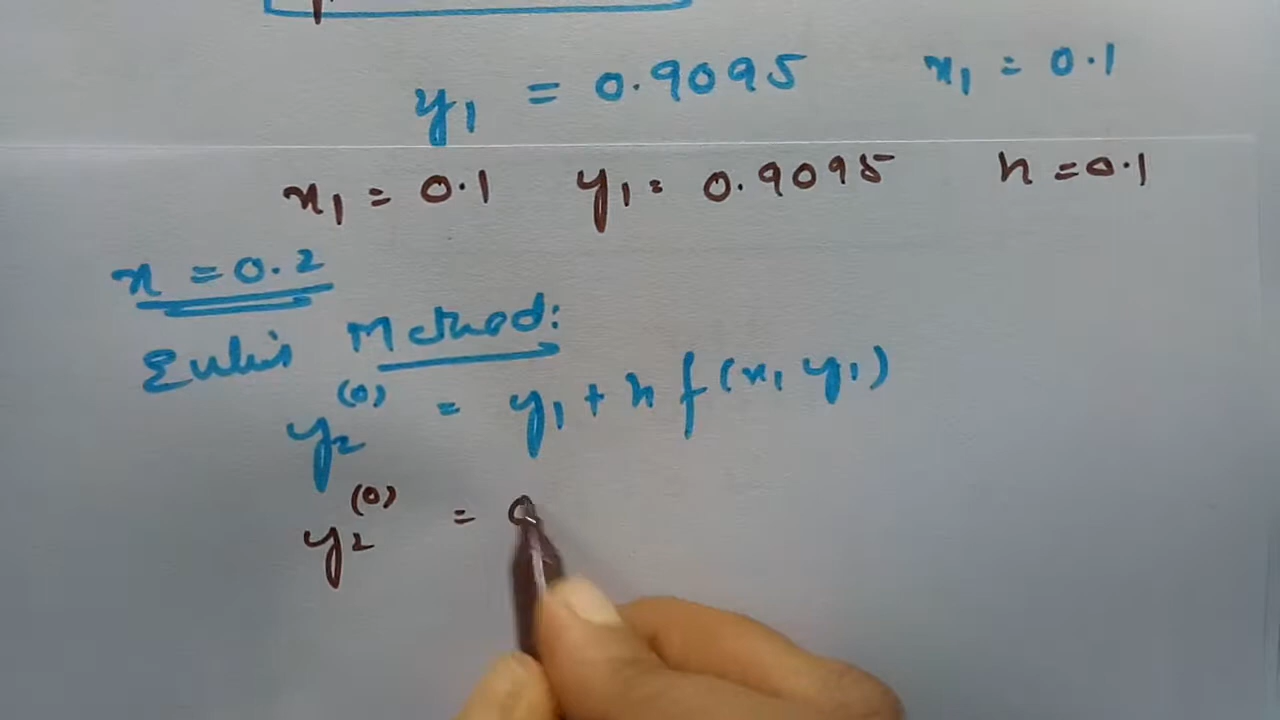 y₁ = 0.9095 x₁ = 0.1
x₁ = 0.1 y₁ = 0.9095 h = 0.1
x = 0.2
Euler's Method:
y₂⁽⁰⁾ = y₁ + h f(x₁ y₁)
y₂⁽⁰⁾ = 0